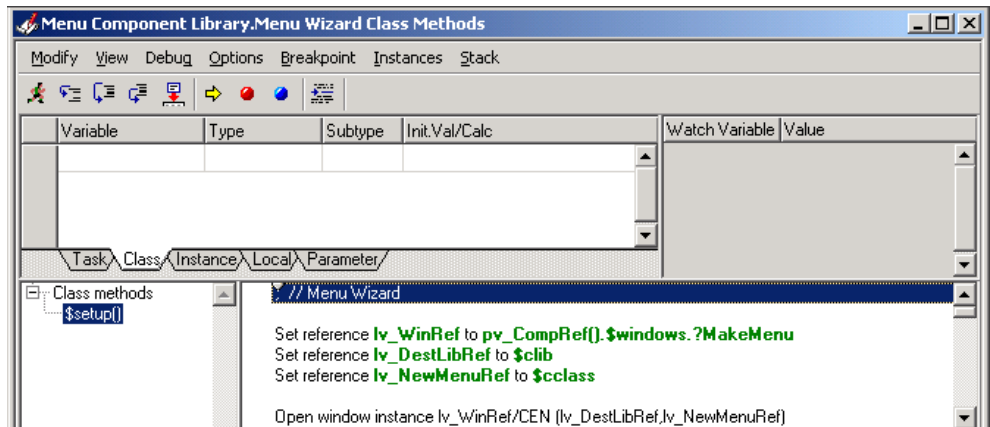 Menu Component Library.Menu Wizard Class Methods
Modify View Debug Options Breakpoint Instances Stack
Variable Type Subtype Init.Val/Calc Watch Variable Value
Task Class Instance Local Parameter
Class methods ; // Menu Wizard
$setup()
Set reference lv_WinRef to pv_CompRef().$windows.?MakeMenu
Set reference lv_DestLibRef to $clib
Set reference lv_NewMenuRef to $cclass
Open window instance lv_WinRef/CEN (lv_DestLibRef,lv_NewMenuRef)